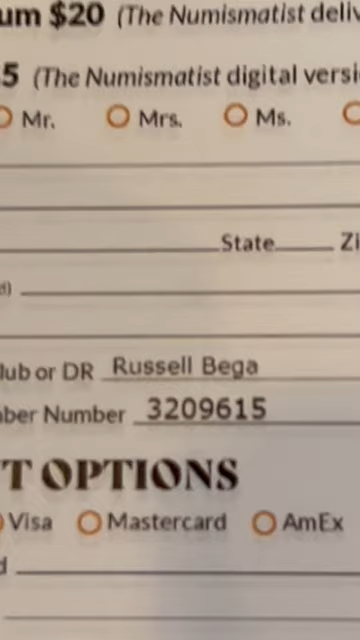 um $20 (The Numismatist deliv
5 (The Numismatist digital versi
Mr. Mrs. Ms.
State Zi
d)
lub or DR Russell Bega
ber Number 3209615
T OPTIONS
Visa Mastercard AmEx
d